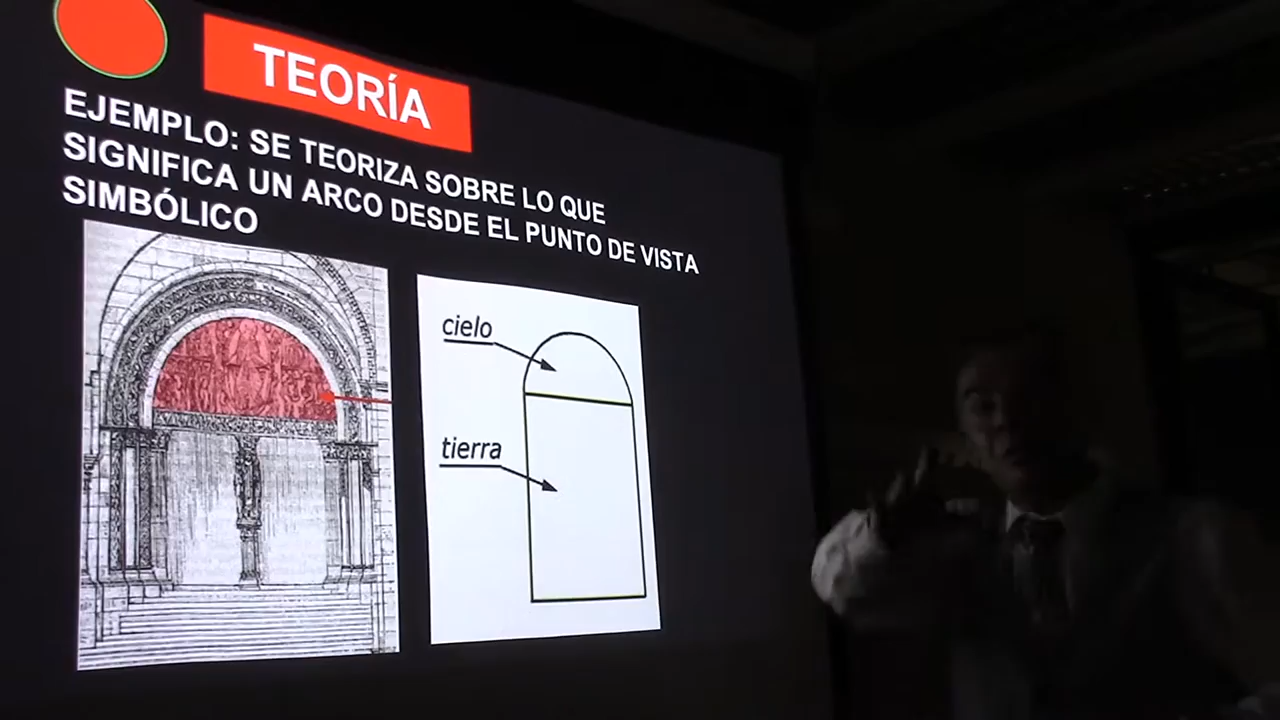 TEORÍA
EJEMPLO: SE TEORIZA SOBRE LO QUE
SIGNIFICA UN ARCO DESDE EL PUNTO DE VISTA
SIMBÓLICO
cielo
tierra